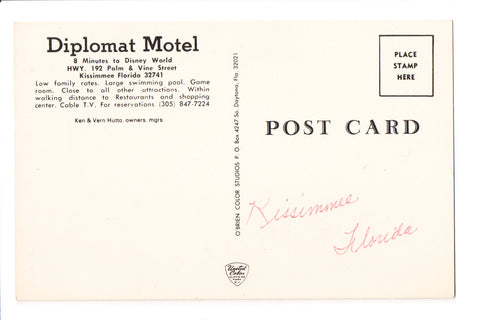 Diplomat Motel
8 Minutes to Disney World
HWY. 192 Palm & Vine Street
Kissimmee Florida 32741
Low family rates. Large swimming pool. Game
room. Close to all other attractions. Within
walking distance to Restaurants and shopping
center. Cable T.V. For reservations (305) 847-7224
Ken & Vern Hutto, owners, mgrs.
O'BRIEN COLOR STUDIOS P. O. Box 4247 So Daytona, Fla. 32021
PLACE
STAMP
HERE
POST CARD
Kissimmee
Florida
United
Color